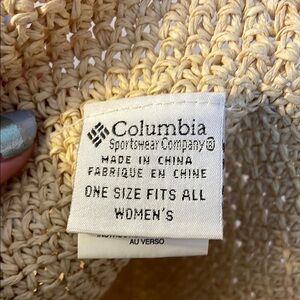 Columbia
Sportswear Company®
MADE IN CHINA
FABRIQUE EN CHINE
ONE SIZE FITS ALL
WOMEN'S
AU VERSO